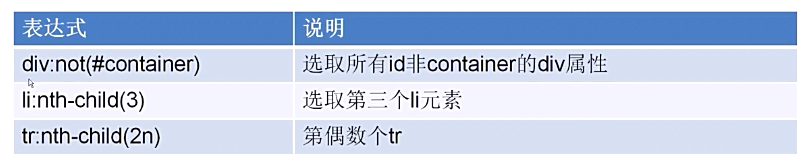 表达式 说明
div:not(#container) 选取所有id非container的div属性
li:nth-child(3) 选取第三个li元素
tr:nth-child(2n) 第偶数个tr